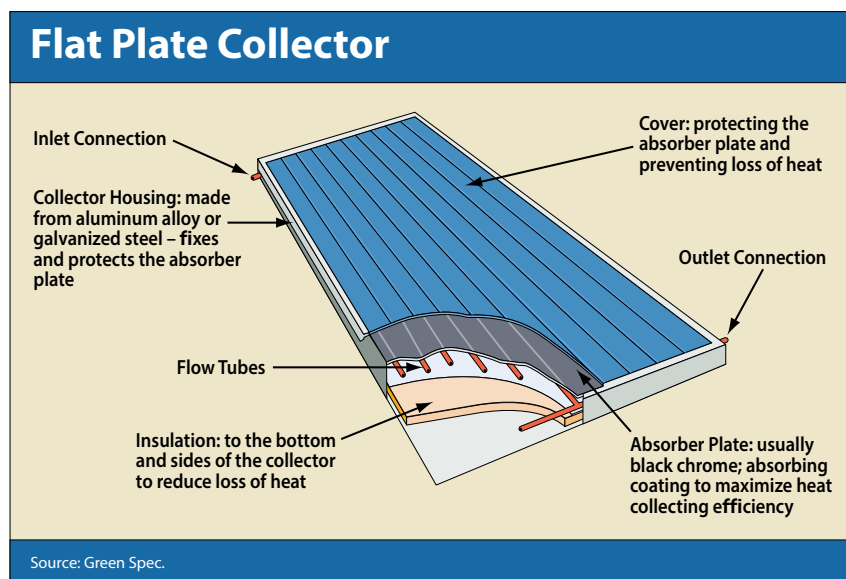 Flat Plate Collector
Inlet Connection
Collector Housing: made
from aluminum alloy or
galvanized steel – fixes
and protects the absorber
plate
Cover: protecting the
absorber plate and
preventing loss of heat
Outlet Connection
Flow Tubes
Insulation: to the bottom
and sides of the collector
to reduce loss of heat
Absorber Plate: usually
black chrome; absorbing
coating to maximize heat
collecting efficiency
Source: Green Spec.